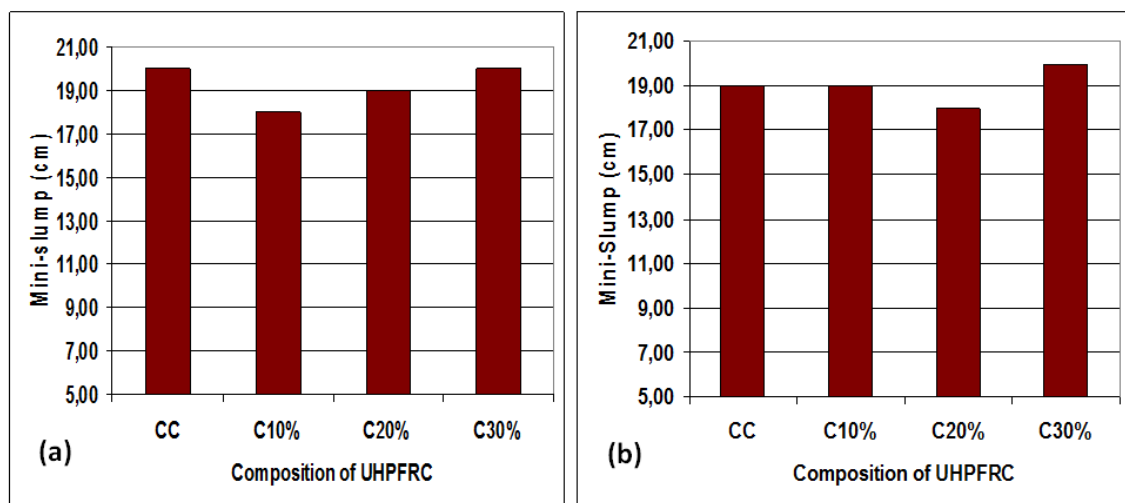 21,00
19,00
17,00
15,00
13,00
11,00
9,00
7,00
5,00
Mini-slump (cm)
CC C10% C20% C30%
(a)
Composition of UHPFRC
21,00
19,00
17,00
15,00
13,00
11,00
9,00
7,00
5,00
Mini-Slump (cm)
CC C10% C20% C30%
(b)
Composition of UHPFRC